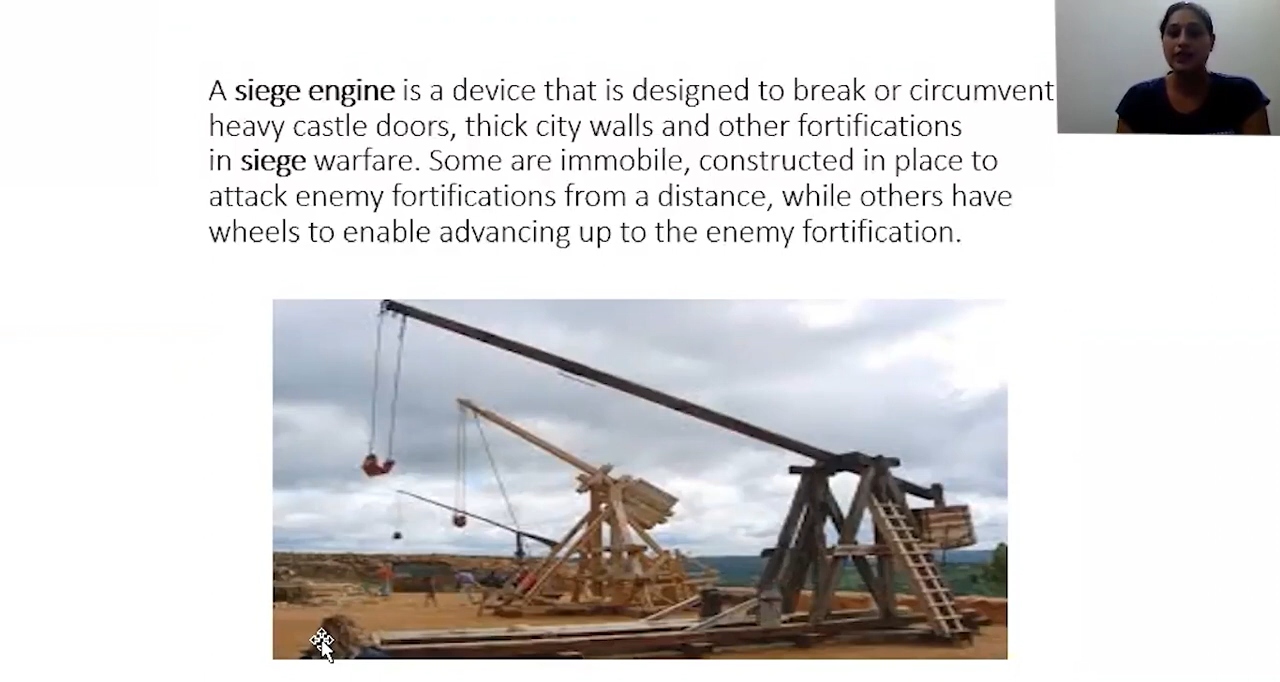 A siege engine is a device that is designed to break or circumvent
heavy castle doors, thick city walls and other fortifications
in siege warfare. Some are immobile, constructed in place to
attack enemy fortifications from a distance, while others have
wheels to enable advancing up to the enemy fortification.